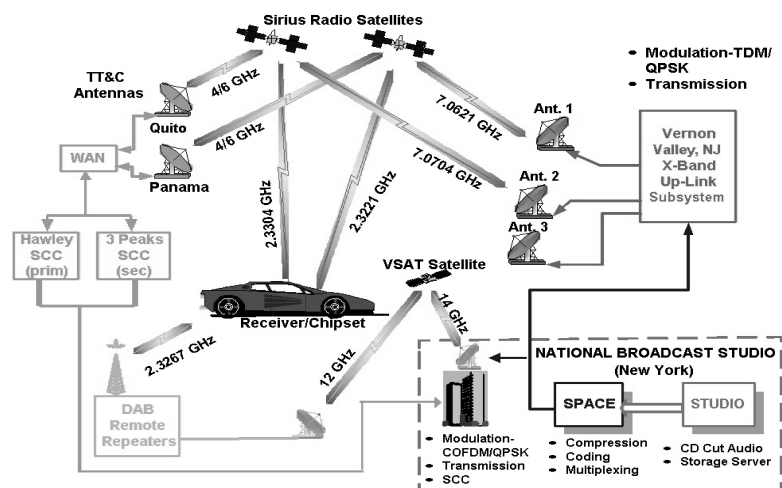 Sirius Radio Satellites
• Modulation-TDM/
QPSK
• Transmission
TT&C
Antennas
4/6 GHz
7.0621 GHz
Ant. 1
Quito
4/6 GHz
WAN
Panama
7.0704 GHz
Ant. 2
Ant. 3
Vernon
Valley, NJ
X-Band
Up-Link
Subsystem
2.3304 GHz
2.3221 GHz
Hawley
SCC
(prim)
3 Peaks
SCC
(sec)
VSAT Satellite
Receiver/Chipset
14 GHz
2.3267 GHz
12 GHz
NATIONAL BROADCAST STUDIO
(New York)
DAB
Remote
Repeaters
SPACE
STUDIO
• Modulation-
COFDM/QPSK
• Transmission
• SCC
• Compression
• Coding
• Multiplexing
• CD Cut Audio
• Storage Server